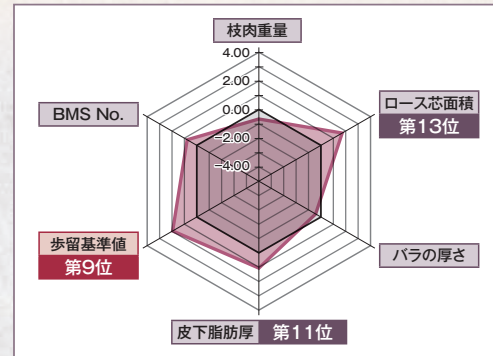 枝肉重量
4.00
2.00
0.00
−2.00
−4.00
ロース芯面積
第13位
バラの厚さ
皮下脂肪厚 第11位
歩留基準値
第9位
BMS No.